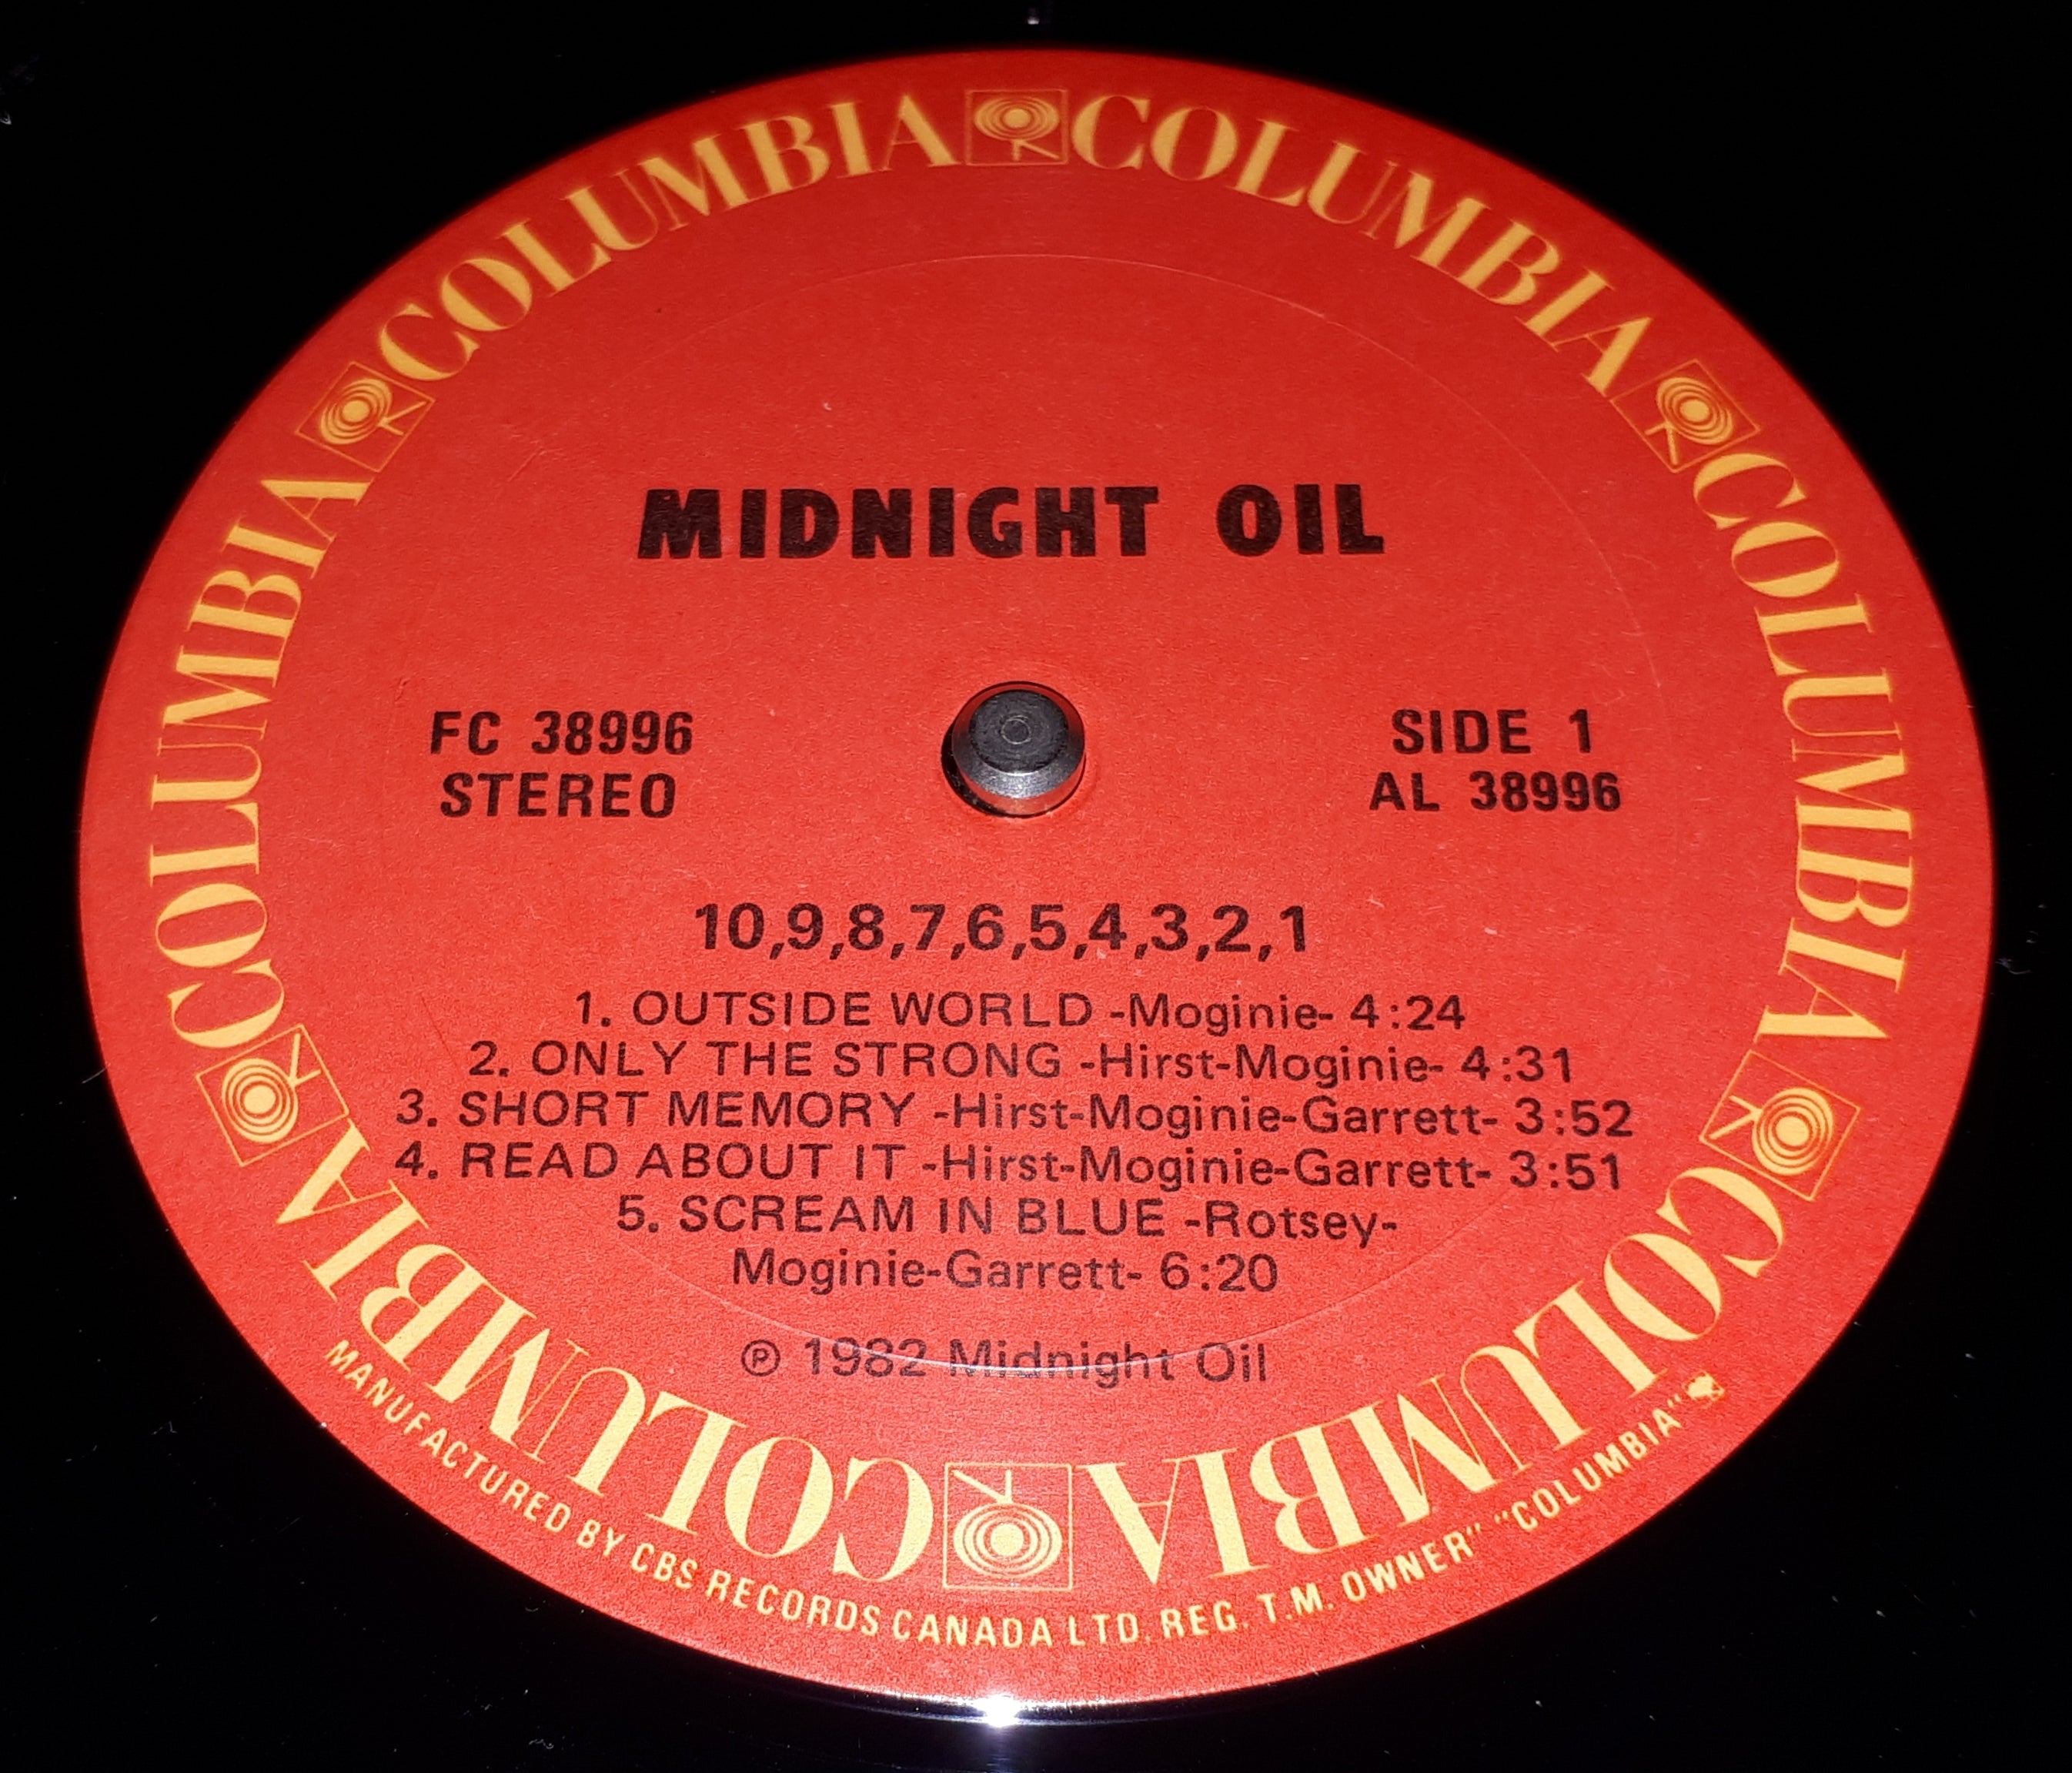 COLUMBIA COLUMBIA COLUMBIA COLUMBIA COLUMBIA COLUMBIA
MIDNIGHT OIL
FC 38996
STEREO
SIDE 1
AL 38996
10,9,8,7,6,5,4,3,2,1
1. OUTSIDE WORLD -Moginie- 4:24
2. ONLY THE STRONG -Hirst-Moginie- 4:31
3. SHORT MEMORY -Hirst-Moginie-Garrett- 3:52
4. READ ABOUT IT -Hirst-Moginie-Garrett- 3:51
5. SCREAM IN BLUE -Rotsey-
Moginie-Garrett- 6:20
℗ 1982 Midnight Oil
MANUFACTURED BY CBS RECORDS CANADA LTD. REG. T.M. OWNER" "COLUMBIA"